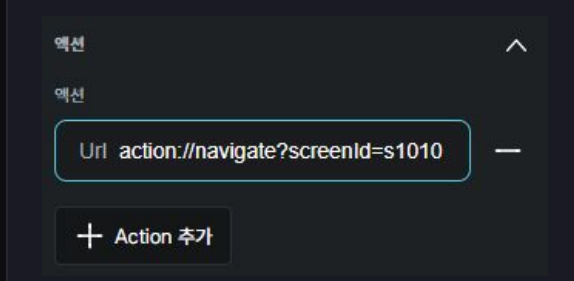 액션
액션
Url action://navigate?screenId=s1010
Action 추가